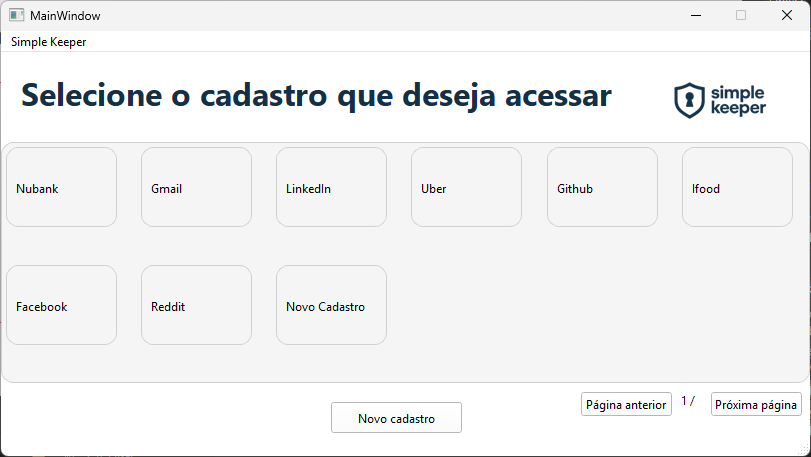 MainWindow
Simple Keeper
Selecione o cadastro que deseja acessar
simple
keeper
Nubank
Gmail
LinkedIn
Uber
Github
Ifood
Facebook
Reddit
Novo Cadastro
Novo cadastro
Página anterior
1 /
Próxima página